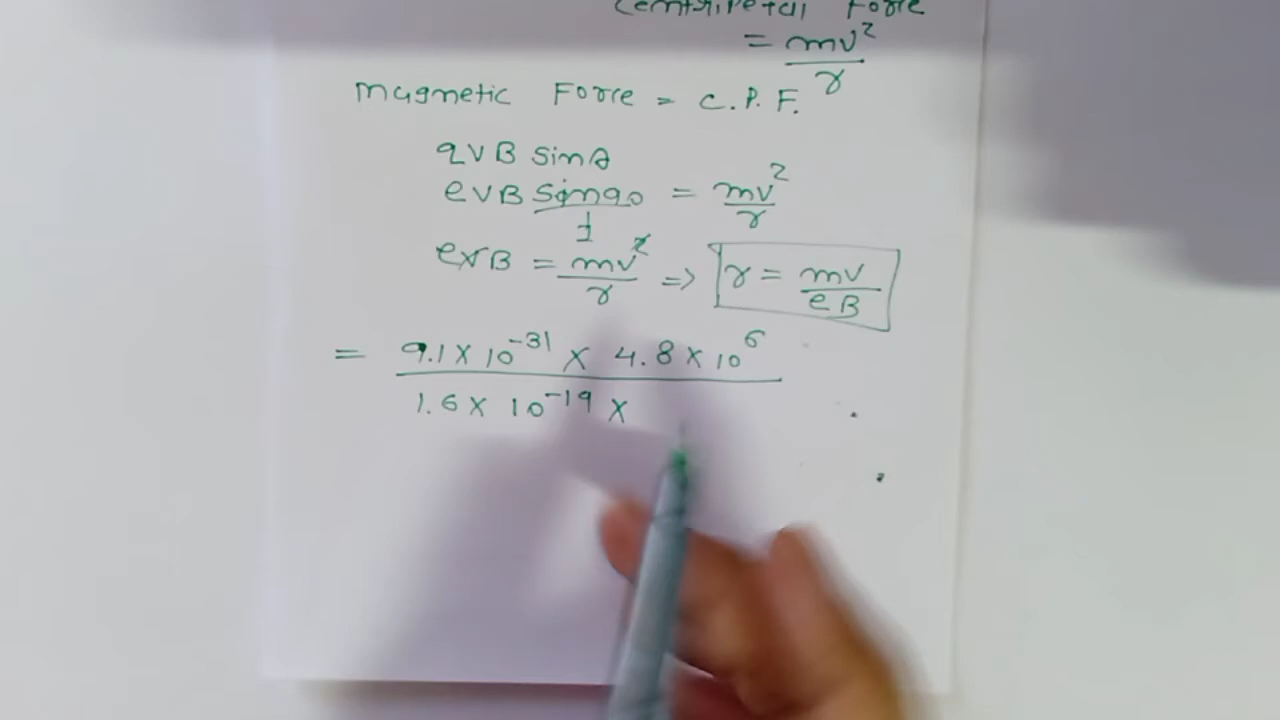 Centripetal Force
= mv²/r
Magnetic Force = C.P.F.
qVB sinθ
eVB sin90 = mv²/r
1
evB = mv²/r => r = mv/eB
= 9.1 × 10⁻³¹ × 4.8 × 10⁶
1.6 × 10⁻¹⁹ ×